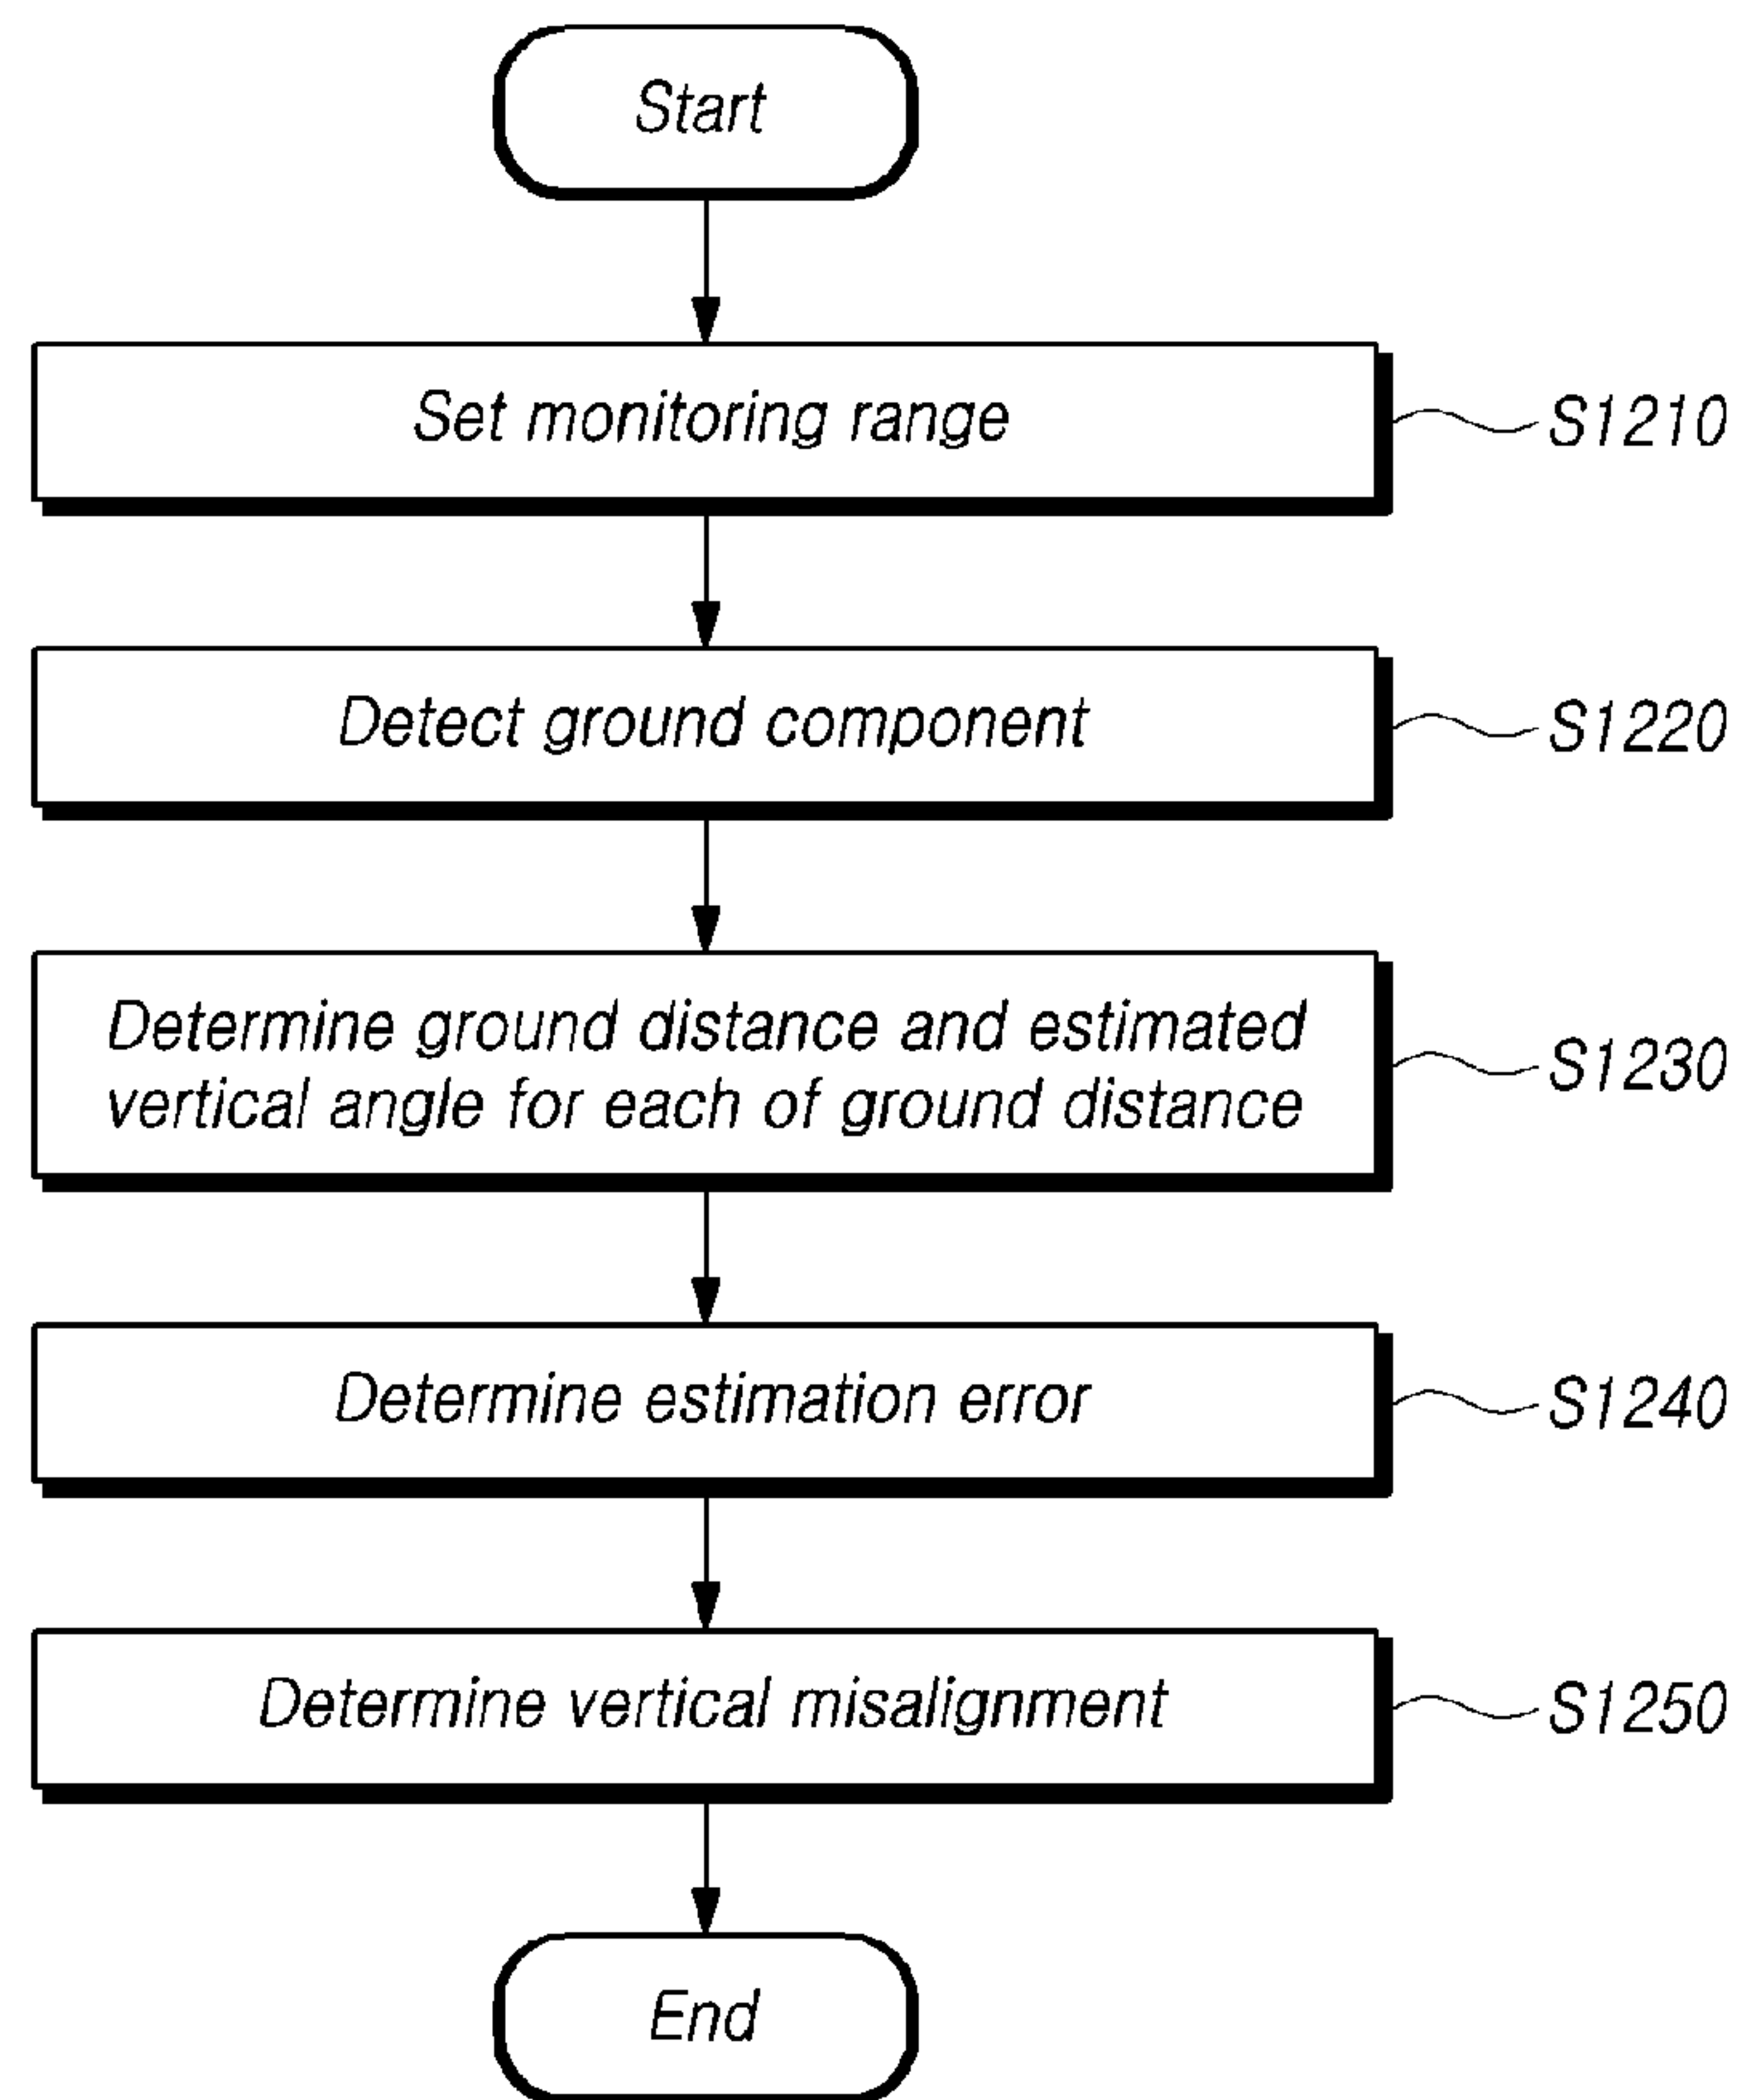 Start
Set monitoring range
S1210
Detect ground component
S1220
Determine ground distance and estimated
vertical angle for each of ground distance
S1230
Determine estimation error
S1240
Determine vertical misalignment
S1250
End